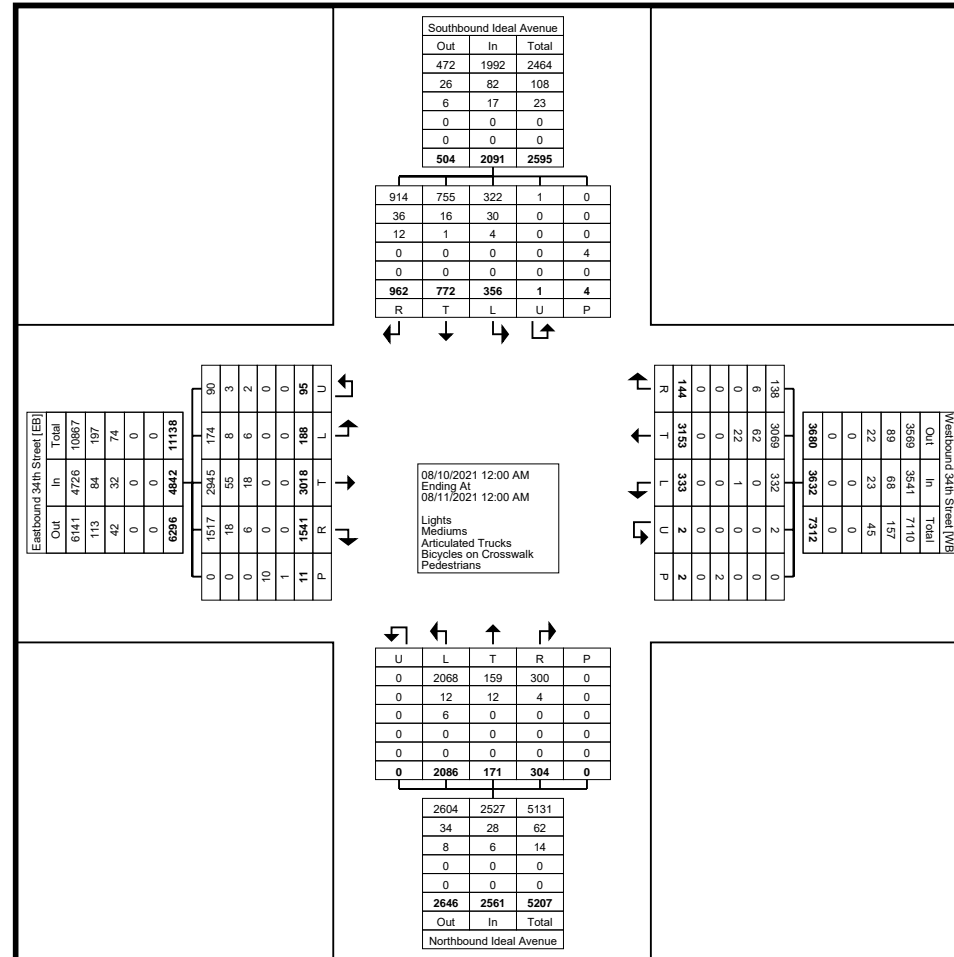 Southbound Ideal Avenue
Out In Total
472 1992 2464
26 82 108
6 17 23
0 0 0
0 0 0
504 2091 2595
914 755 322 1 0
36 16 30 0 0
12 1 4 0 0
0 0 0 0 4
0 0 0 0 0
962 772 356 1 4
R T L U P
Eastbound 34th Street [EB]
Total 10867 197 74 0 0 11138
In 4726 84 32 0 0 4842
Out 6141 113 42 0 0 6296
90 3 2 0 0 95 U
174 8 6 0 0 188 L
2945 55 18 0 0 3018 T
1517 18 6 0 0 1541 R
0 0 0 10 1 11 P
08/10/2021 12:00 AM
Ending At
08/11/2021 12:00 AM
Lights
Mediums
Articulated Trucks
Bicycles on Crosswalk
Pedestrians
R 144 0 0 0 6 138
T 3153 0 0 22 62 3069
L 333 0 0 1 0 332
U 2 0 0 0 0 2
P 2 0 2 0 0 0
Westbound 34th Street [WB]
Out 3569 89 22 0 0 3680
In 3541 68 23 0 0 3632
Total 7110 157 45 0 0 7312
U L T R P
0 2068 159 300 0
0 12 12 4 0
0 6 0 0 0
0 0 0 0 0
0 0 0 0 0
0 2086 171 304 0
2604 2527 5131
34 28 62
8 6 14
0 0 0
0 0 0
2646 2561 5207
Out In Total
Northbound Ideal Avenue